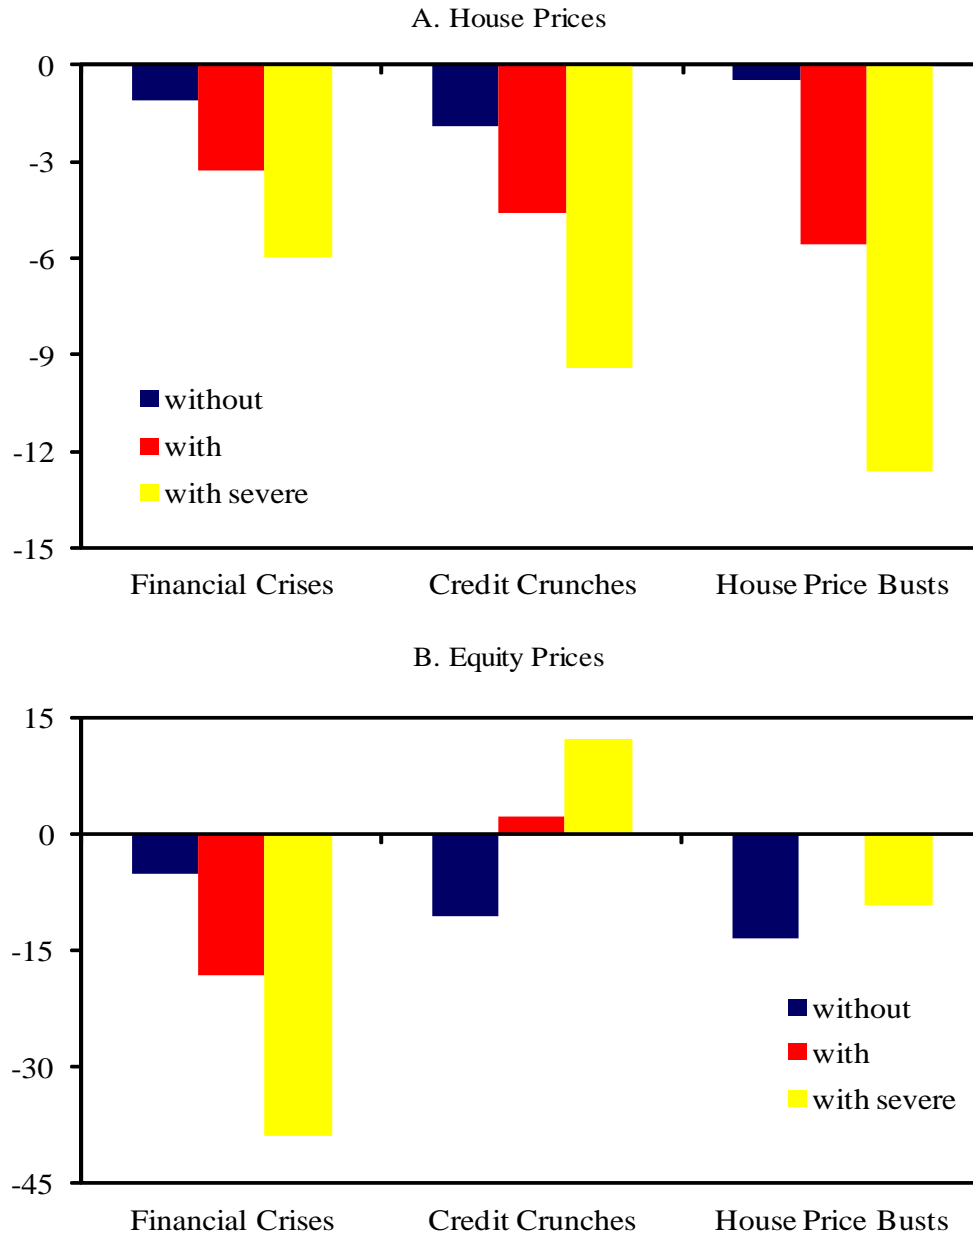 A. House Prices
0
-3
-6
-9
-12
-15
without
with
with severe
Financial Crises
Credit Crunches
House Price Busts
B. Equity Prices
15
0
-15
-30
-45
without
with
with severe
Financial Crises
Credit Crunches
House Price Busts